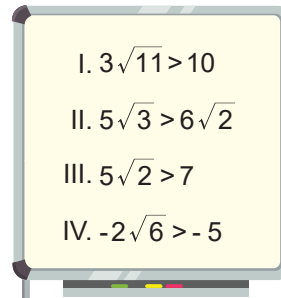 I. 3√11 > 10
II. 5√3 > 6√2
III. 5√2 > 7
IV. -2√6 > - 5